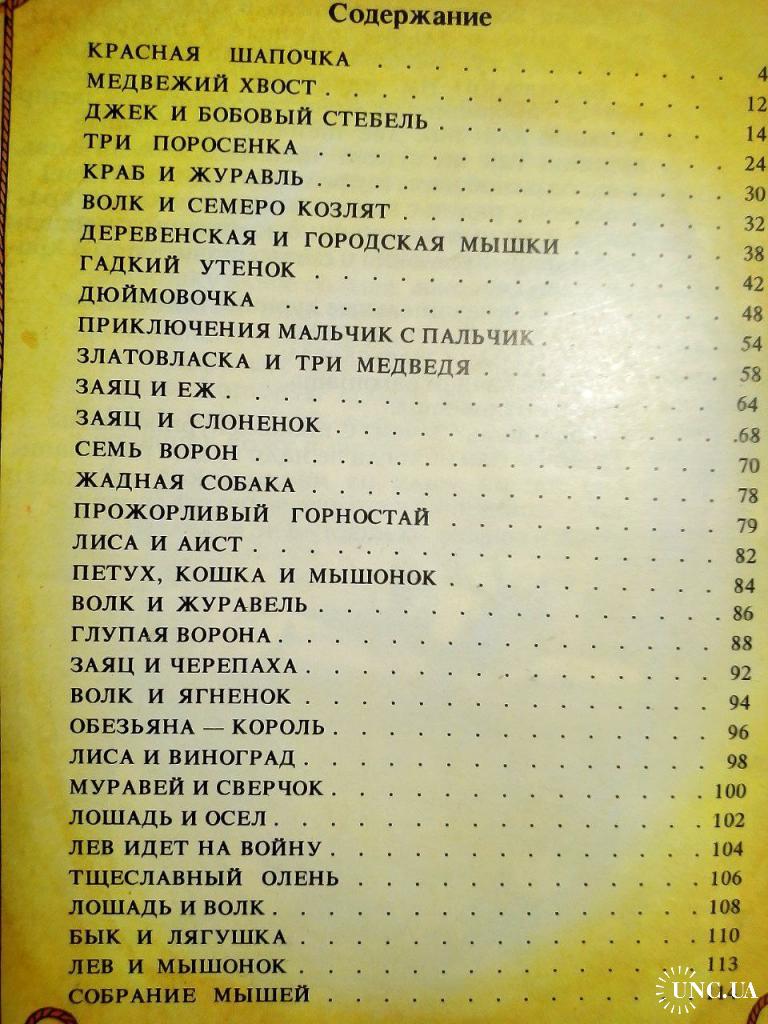 Содержание
КРАСНАЯ ШАПОЧКА . . . . . . . . . . . . 4
МЕДВЕЖИЙ ХВОСТ . . . . . . . . . . . . 12
ДЖЕК И БОБОВЫЙ СТЕБЕЛЬ . . . . . . . . . 14
ТРИ ПОРОСЕНКА . . . . . . . . . . . . 24
КРАБ И ЖУРАВЛЬ . . . . . . . . . . . . 30
ВОЛК И СЕМЕРО КОЗЛЯТ . . . . . . . . . . 32
ДЕРЕВЕНСКАЯ И ГОРОДСКАЯ МЫШКИ . . . . . . 38
ГАДКИЙ УТЕНОК . . . . . . . . . . . . 42
ДЮЙМОВОЧКА . . . . . . . . . . . . . 48
ПРИКЛЮЧЕНИЯ МАЛЬЧИК С ПАЛЬЧИК . . . . . . 54
ЗЛАТОВЛАСКА И ТРИ МЕДВЕДЯ . . . . . . . . 58
ЗАЯЦ И ЕЖ . . . . . . . . . . . . . . 64
ЗАЯЦ И СЛОНЕНОК . . . . . . . . . . . . 68
СЕМЬ ВОРОН . . . . . . . . . . . . . . 70
ЖАДНАЯ СОБАКА . . . . . . . . . . . . 78
ПРОЖОРЛИВЫЙ ГОРНОСТАЙ . . . . . . . . . 79
ЛИСА И АИСТ . . . . . . . . . . . . . 82
ПЕТУХ, КОШКА И МЫШОНОК . . . . . . . . . 84
ВОЛК И ЖУРАВЕЛЬ . . . . . . . . . . . . 86
ГЛУПАЯ ВОРОНА . . . . . . . . . . . . . 88
ЗАЯЦ И ЧЕРЕПАХА . . . . . . . . . . . . 92
ВОЛК И ЯГНЕНОК . . . . . . . . . . . . 94
ОБЕЗЬЯНА — КОРОЛЬ . . . . . . . . . . . 96
ЛИСА И ВИНОГРАД . . . . . . . . . . . . 98
МУРАВЕЙ И СВЕРЧОК . . . . . . . . . . . 100
ЛОШАДЬ И ОСЕЛ . . . . . . . . . . . . . 102
ЛЕВ ИДЕТ НА ВОЙНУ . . . . . . . . . . . 104
ТЩЕСЛАВНЫЙ ОЛЕНЬ . . . . . . . . . . . 106
ЛОШАДЬ И ВОЛК . . . . . . . . . . . . . 108
БЫК И ЛЯГУШКА . . . . . . . . . . . . 110
ЛЕВ И МЫШОНОК . . . . . . . . . . . . 113
СОБРАНИЕ МЫШЕЙ . . . . . . . . . . . .
UNC.UA